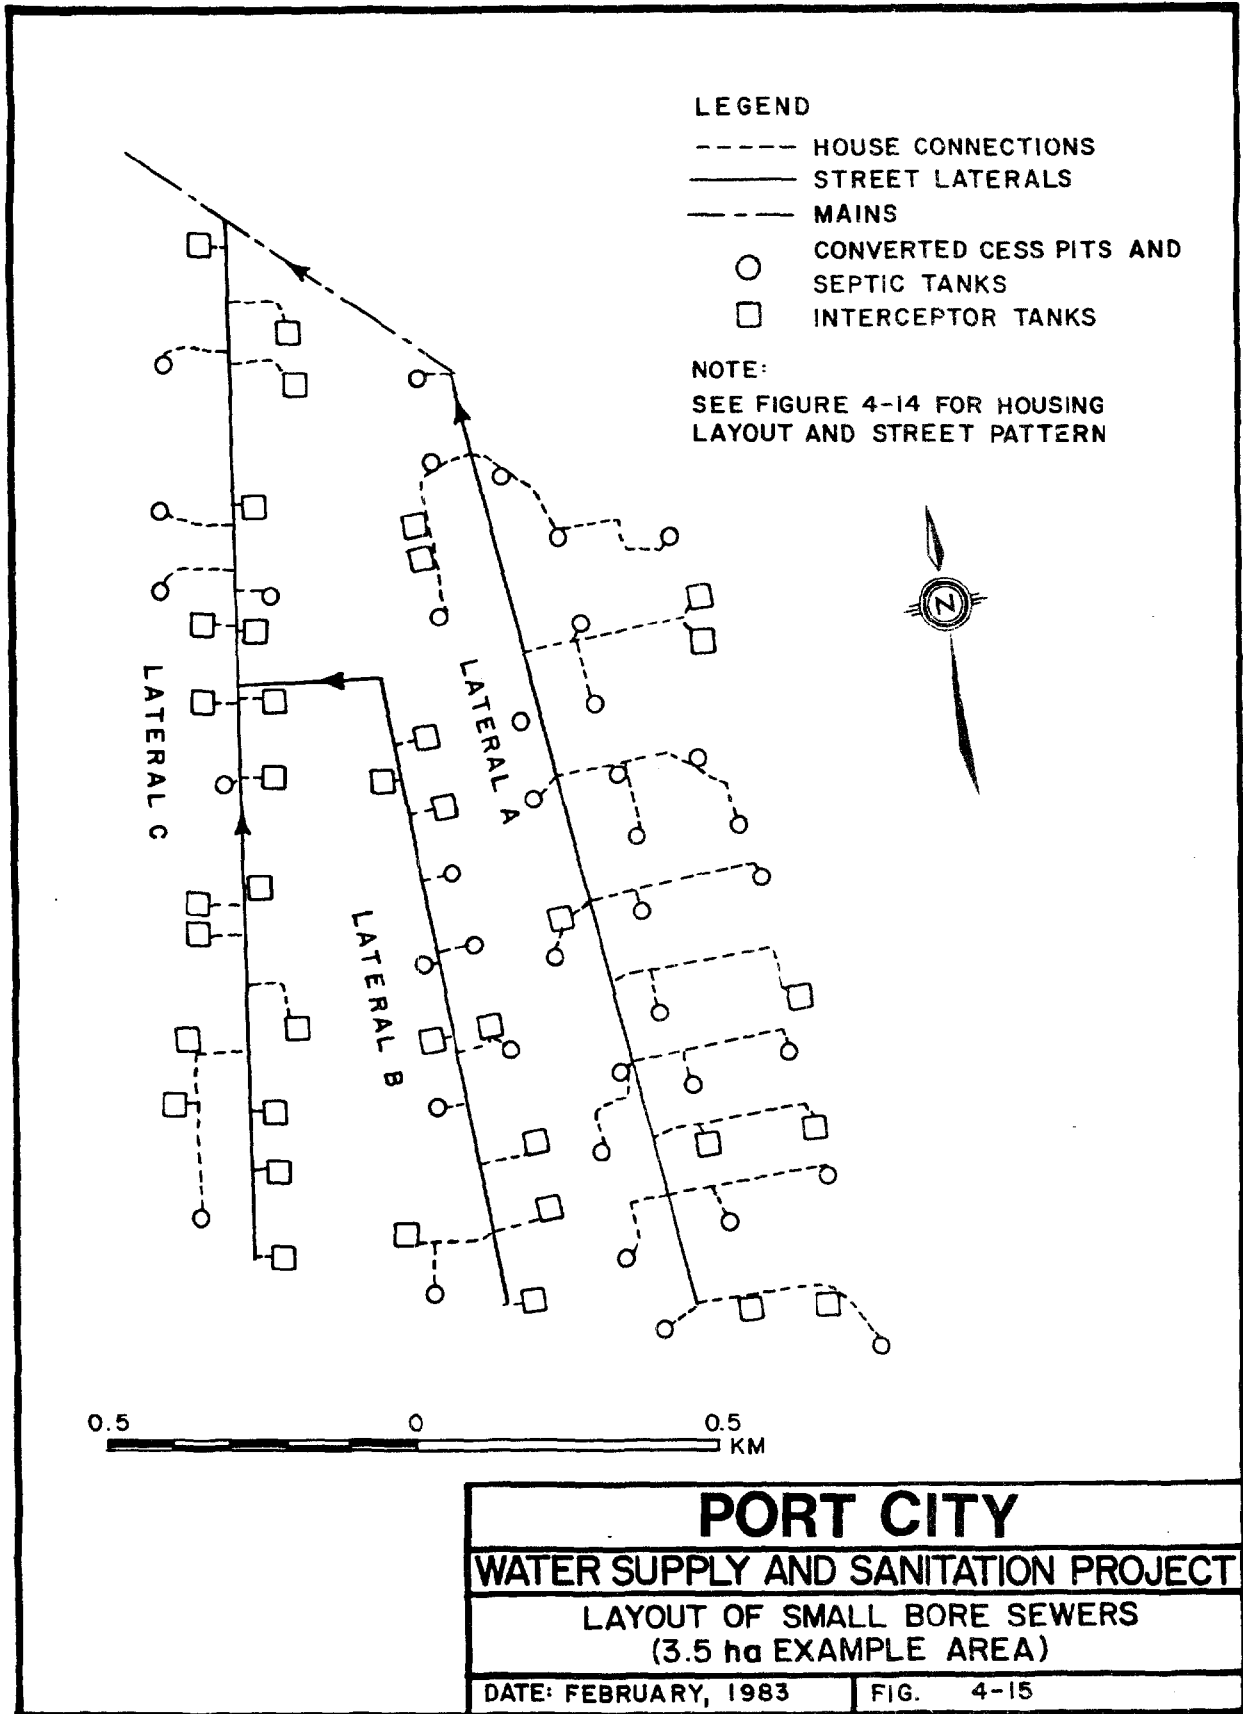 LEGEND
HOUSE CONNECTIONS
STREET LATERALS
MAINS
CONVERTED CESS PITS AND
SEPTIC TANKS
INTERCEPTOR TANKS
NOTE:
SEE FIGURE 4-14 FOR HOUSING
LAYOUT AND STREET PATTERN
N
LATERAL C
LATERAL A
LATERAL B
0.5 0 0.5
KM
PORT CITY
WATER SUPPLY AND SANITATION PROJECT
LAYOUT OF SMALL BORE SEWERS
(3.5 ha EXAMPLE AREA)
DATE: FEBRUARY, 1983 FIG. 4-15